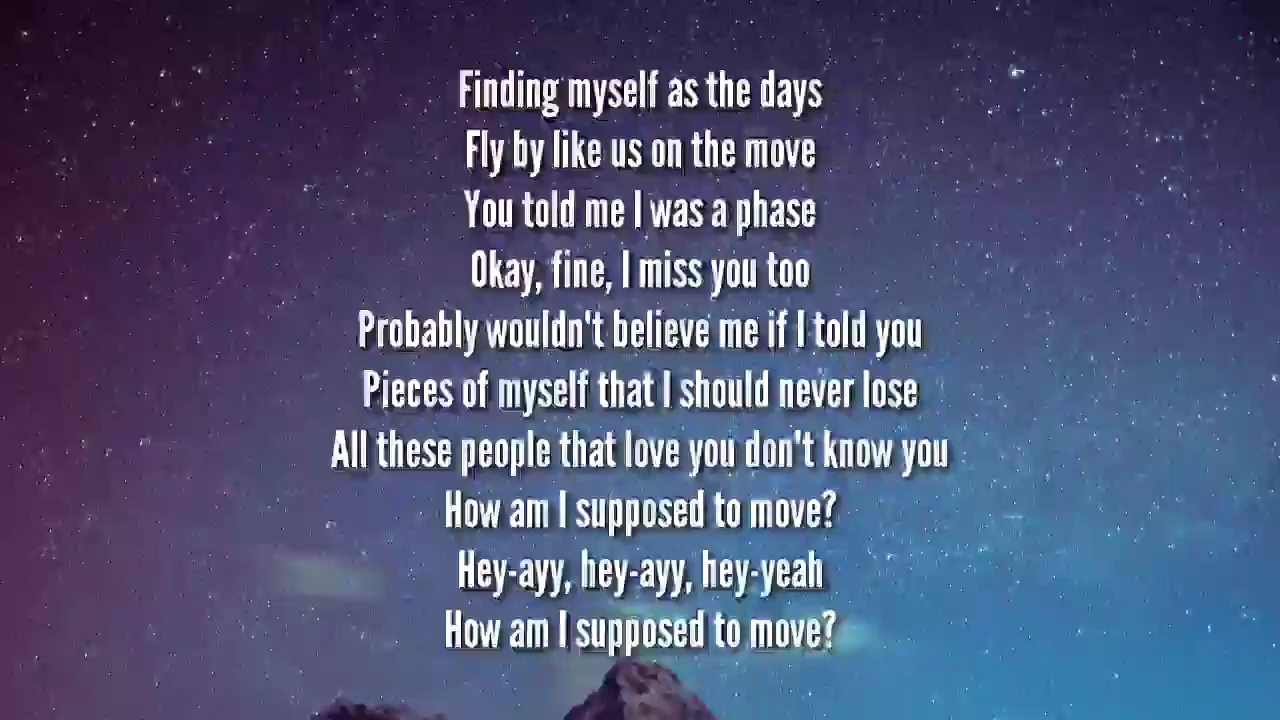 Finding myself as the days
Fly by like us on the move
You told me I was a phase
Okay, fine, I miss you too
Probably wouldn't believe me if I told you
Pieces of myself that I should never lose
All these people that love you don't know you
How am I supposed to move?
Hey-ayy, hey-ayy, hey-yeah
How am I supposed to move?